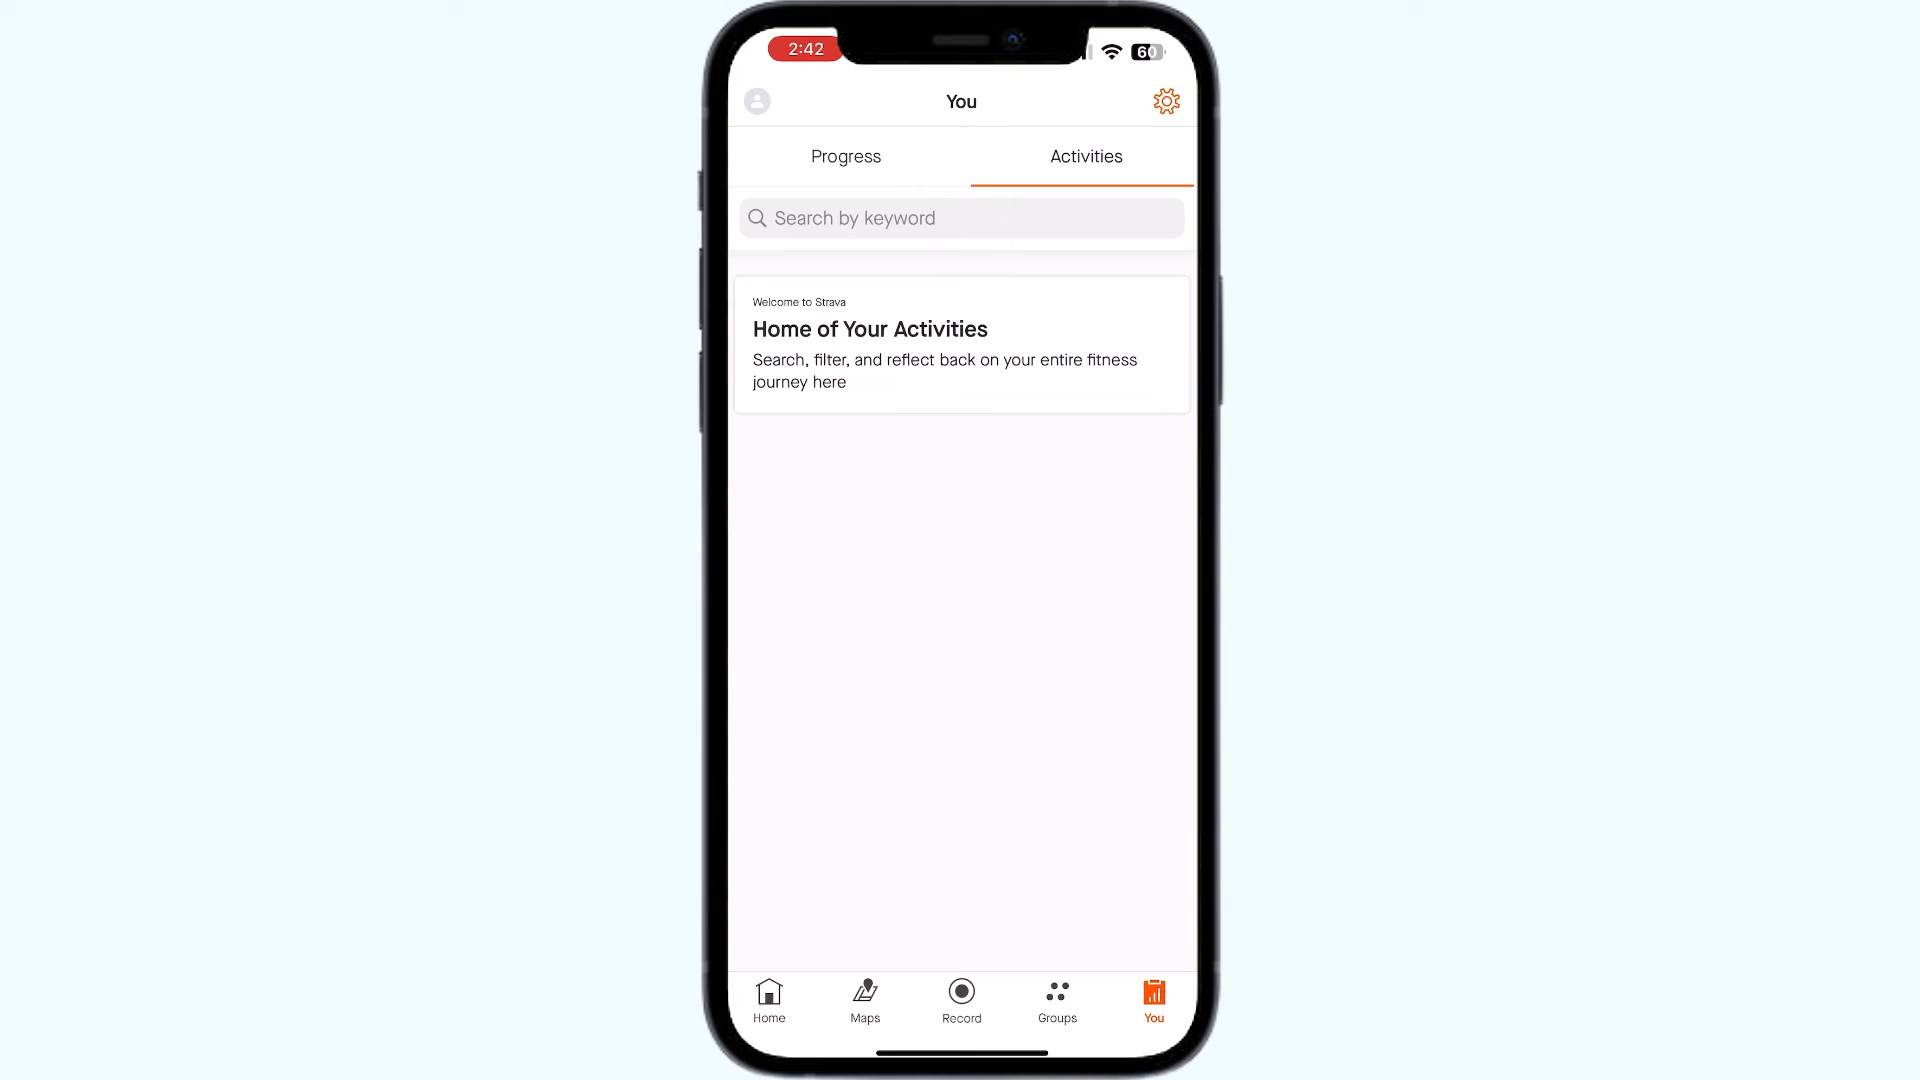 2:42
60
You
Progress
Activities
Search by keyword
Welcome to Strava
Home of Your Activities
Search, filter, and reflect back on your entire fitness
journey here
Home
Maps
Record
Groups
You